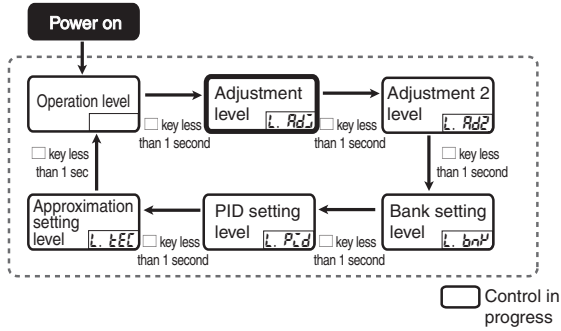 Power on
Operation level
Adjustment
level
L. AdJ
Adjustment 2
level
L. Ad2
key less
than 1 second
key less
than 1 second
key less
than 1 sec
key less
than 1 second
Approximation
setting
level
L. tEC
PID setting
level
L. Pid
Bank setting
level
L. bnK
key less
than 1 second
key less
than 1 second
Control in
progress